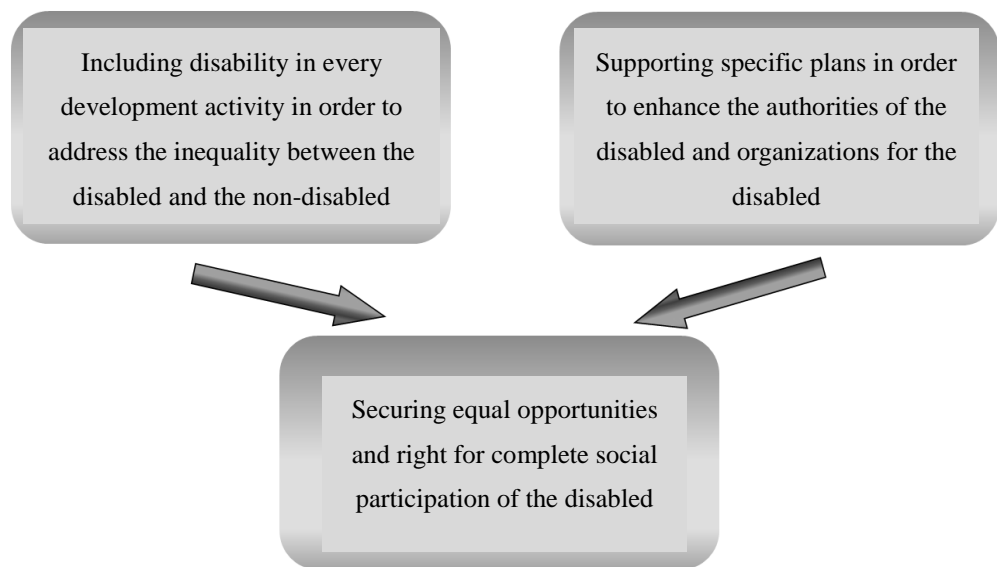 Including disability in every
development activity in order to
address the inequality between the
disabled and the non-disabled
Supporting specific plans in order
to enhance the authorities of the
disabled and organizations for the
disabled
Securing equal opportunities
and right for complete social
participation of the disabled